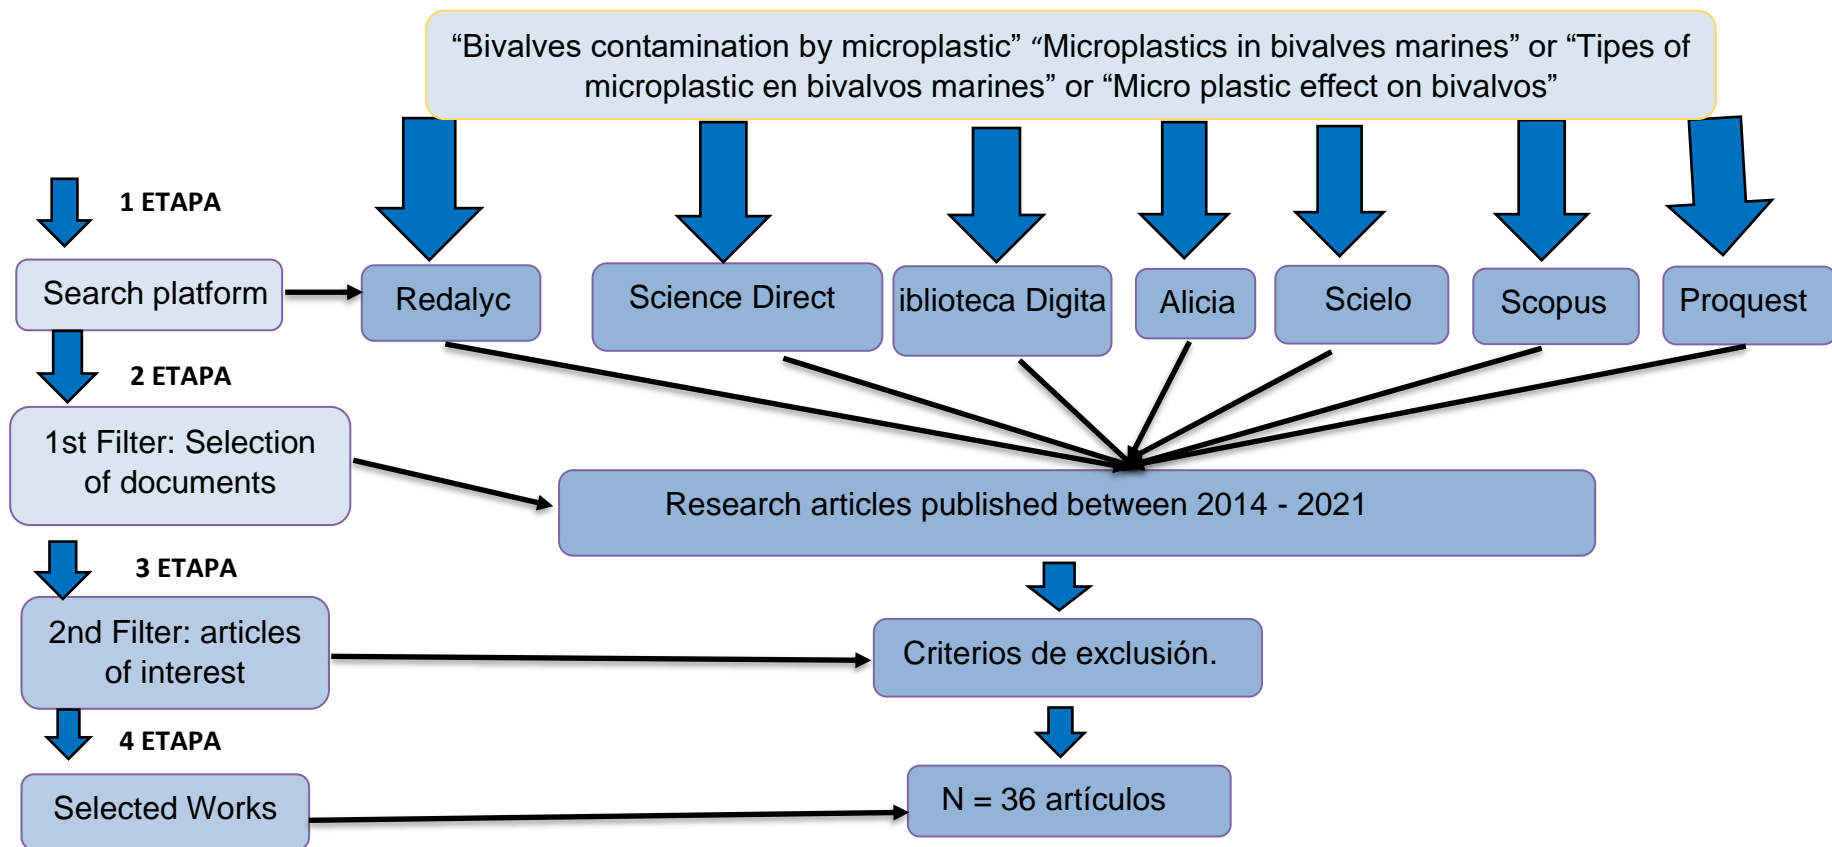 “Bivalves contamination by microplastic” “Microplastics in bivalves marines” or “Tipes of
microplastic en bivalvos marines” or “Micro plastic effect on bivalvos”
1 ETAPA
Search platform
Redalyc
Science Direct
iblioteca Digita
Alicia
Scielo
Scopus
Proquest
2 ETAPA
1st Filter: Selection
of documents
Research articles published between 2014 - 2021
3 ETAPA
2nd Filter: articles
of interest
Criterios de exclusión.
4 ETAPA
Selected Works
N = 36 artículos